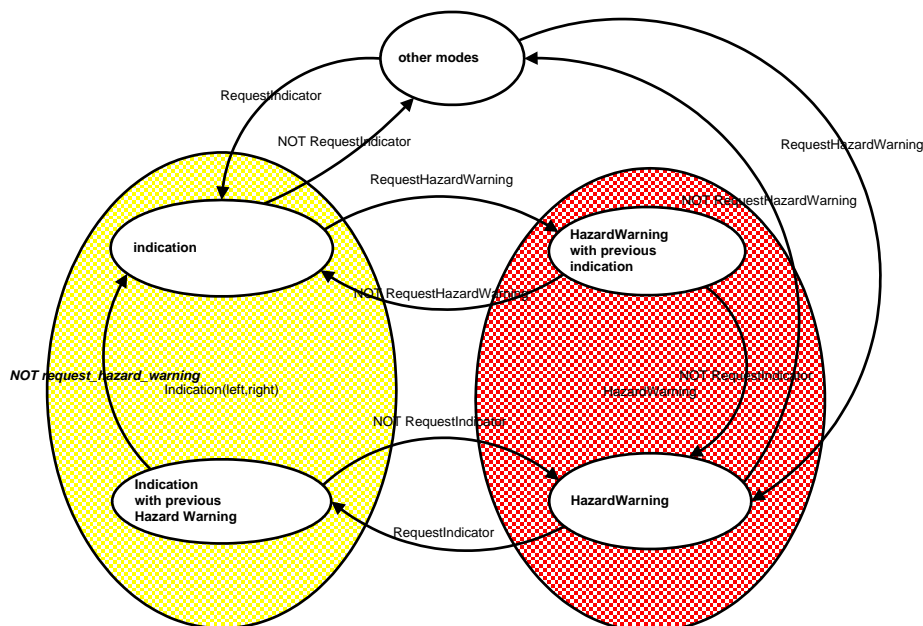 other modes
RequestIndicator
NOT RequestIndicator
RequestHazardWarning
RequestHazardWarning
NOT RequestHazardWarning
indication
HazardWarning
with previous
indication
NOT RequestHazardWarning
NOT request_hazard_warning
Indication(left,right)
NOT RequestIndicator
HazardWarning
NOT RequestIndicator
Indication
with previous
Hazard Warning
HazardWarning
RequestIndicator